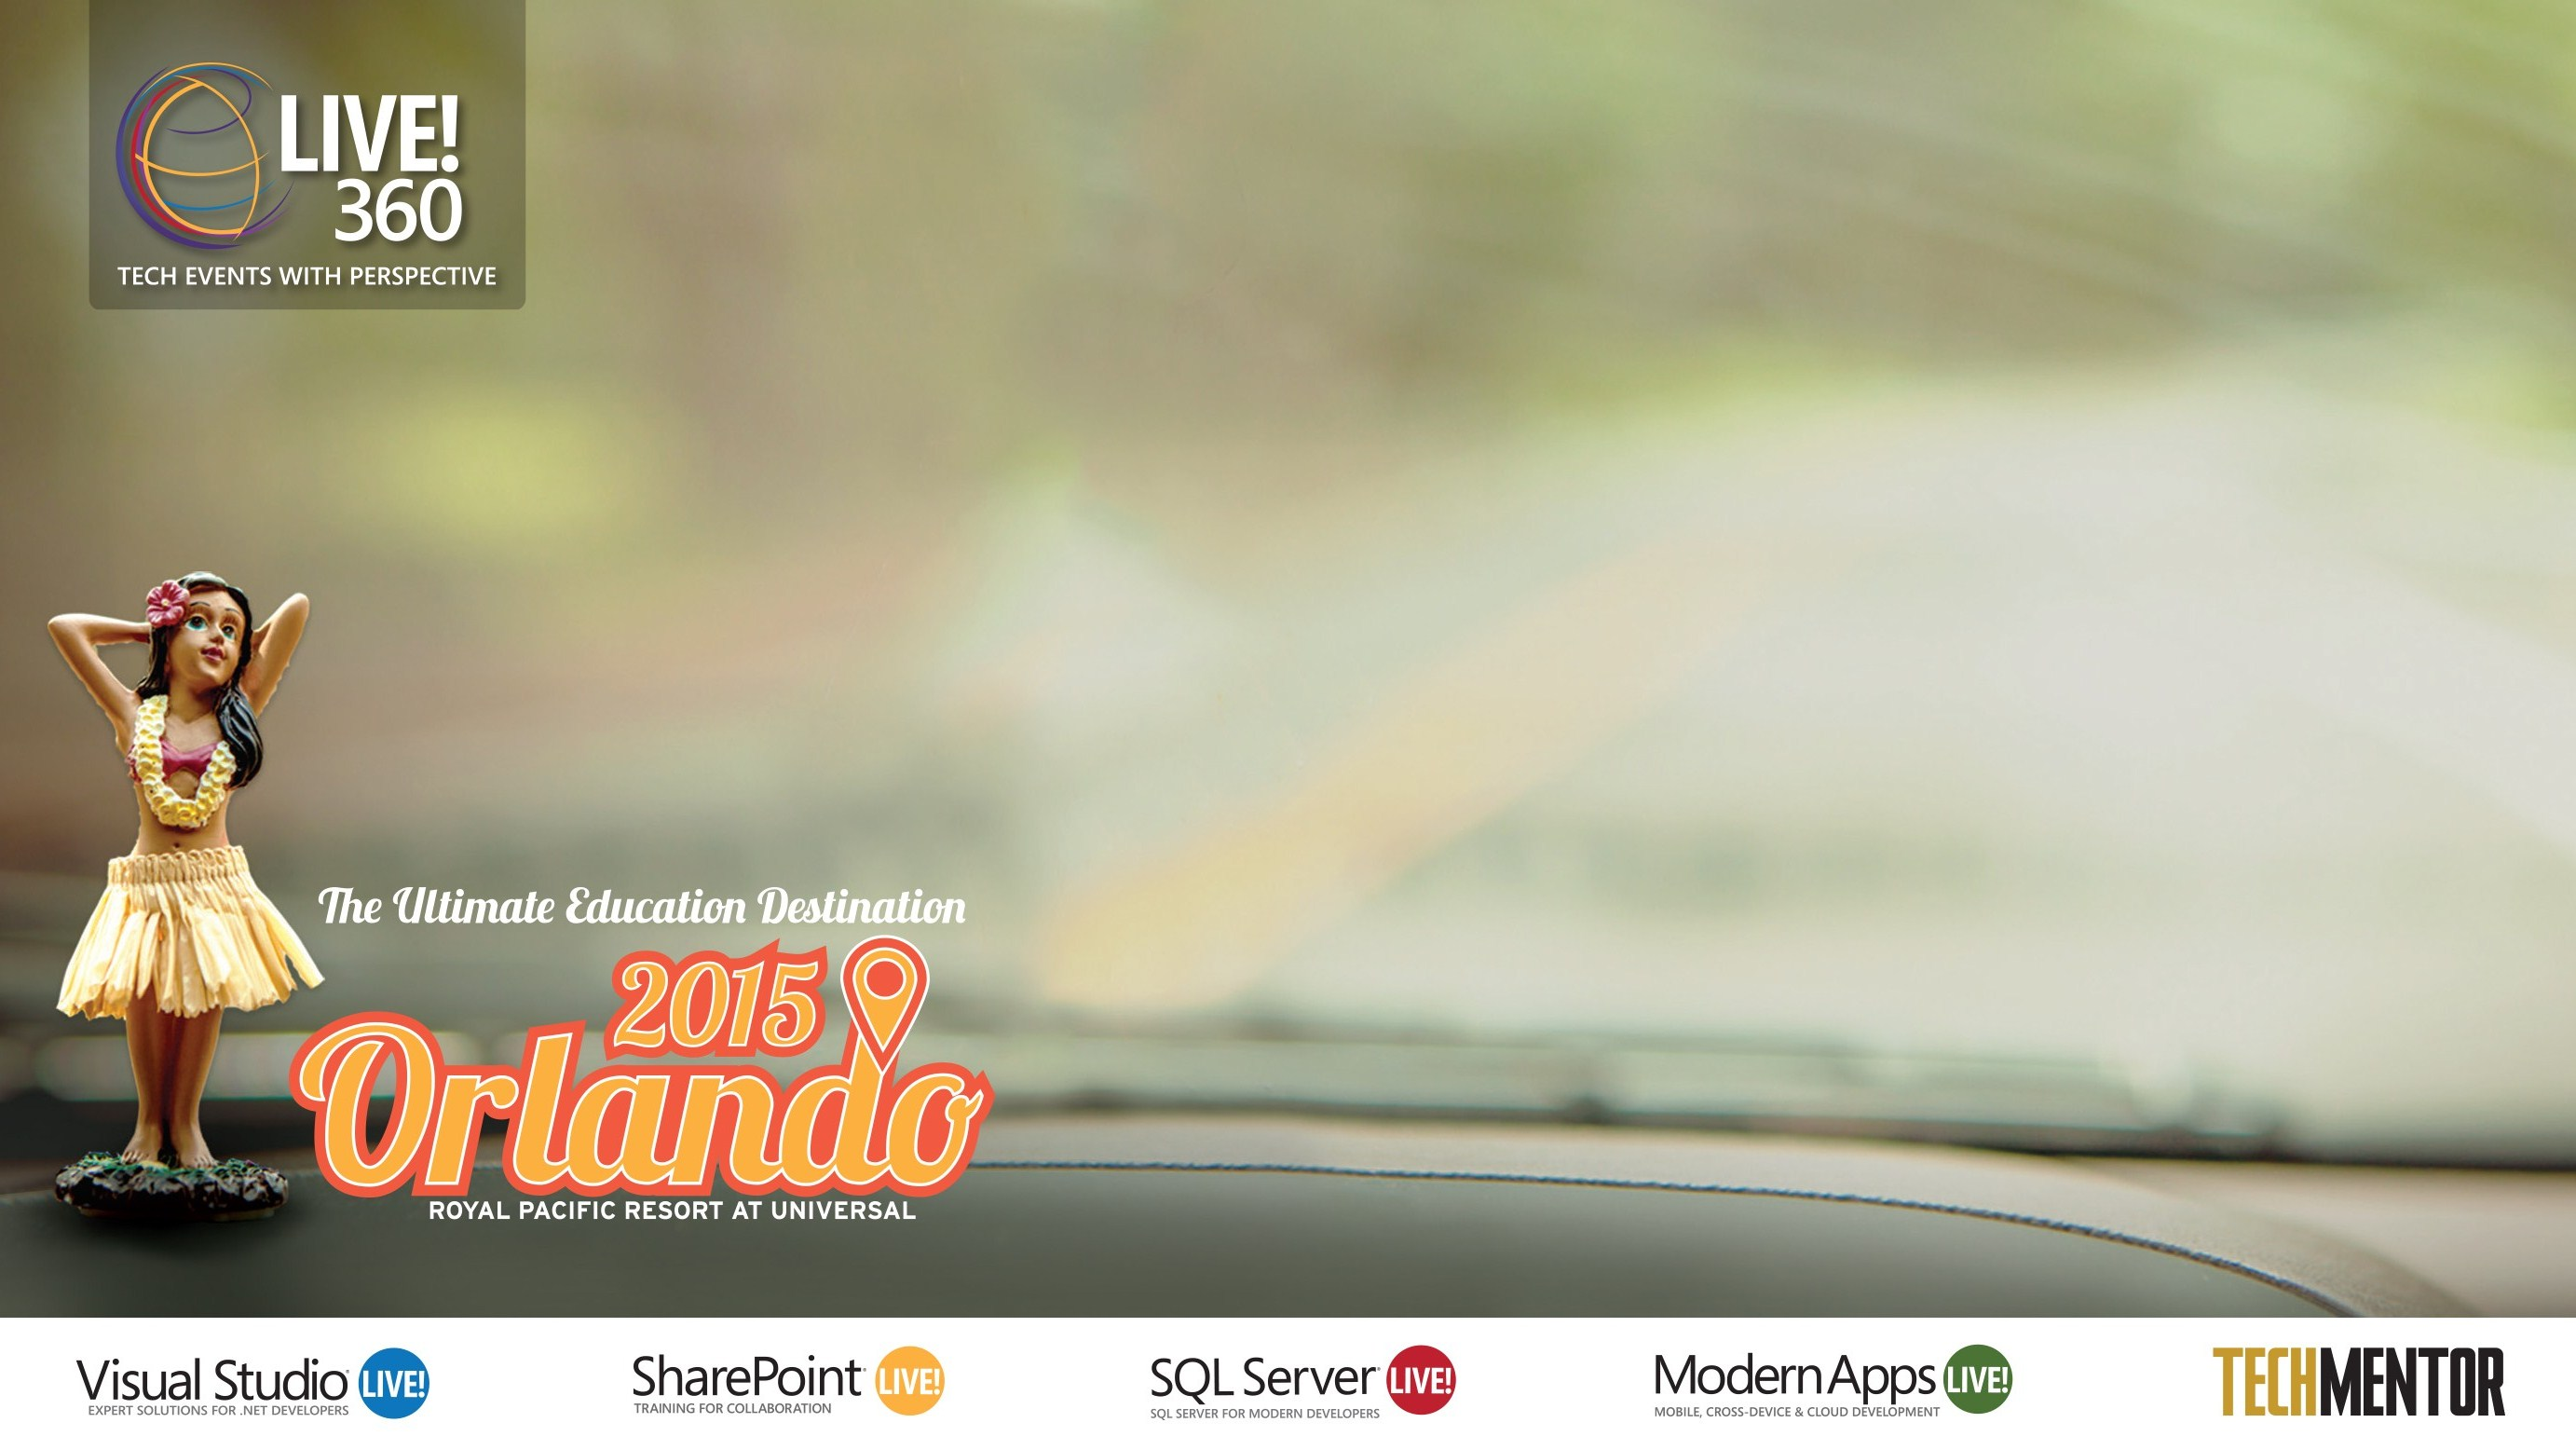 LIVE!
360
TECH EVENTS WITH PERSPECTIVE
The Ultimate Education Destination
2015
Orlando
ROYAL PACIFIC RESORT AT UNIVERSAL
Visual Studio LIVE!
EXPERT SOLUTIONS FOR .NET DEVELOPERS
SharePoint LIVE!
TRAINING FOR COLLABORATION
SQL Server LIVE!
SQL SERVER FOR MODERN DEVELOPERS
Modern Apps LIVE!
MOBILE, CROSS-DEVICE & CLOUD DEVELOPMENT
TECHMENTOR